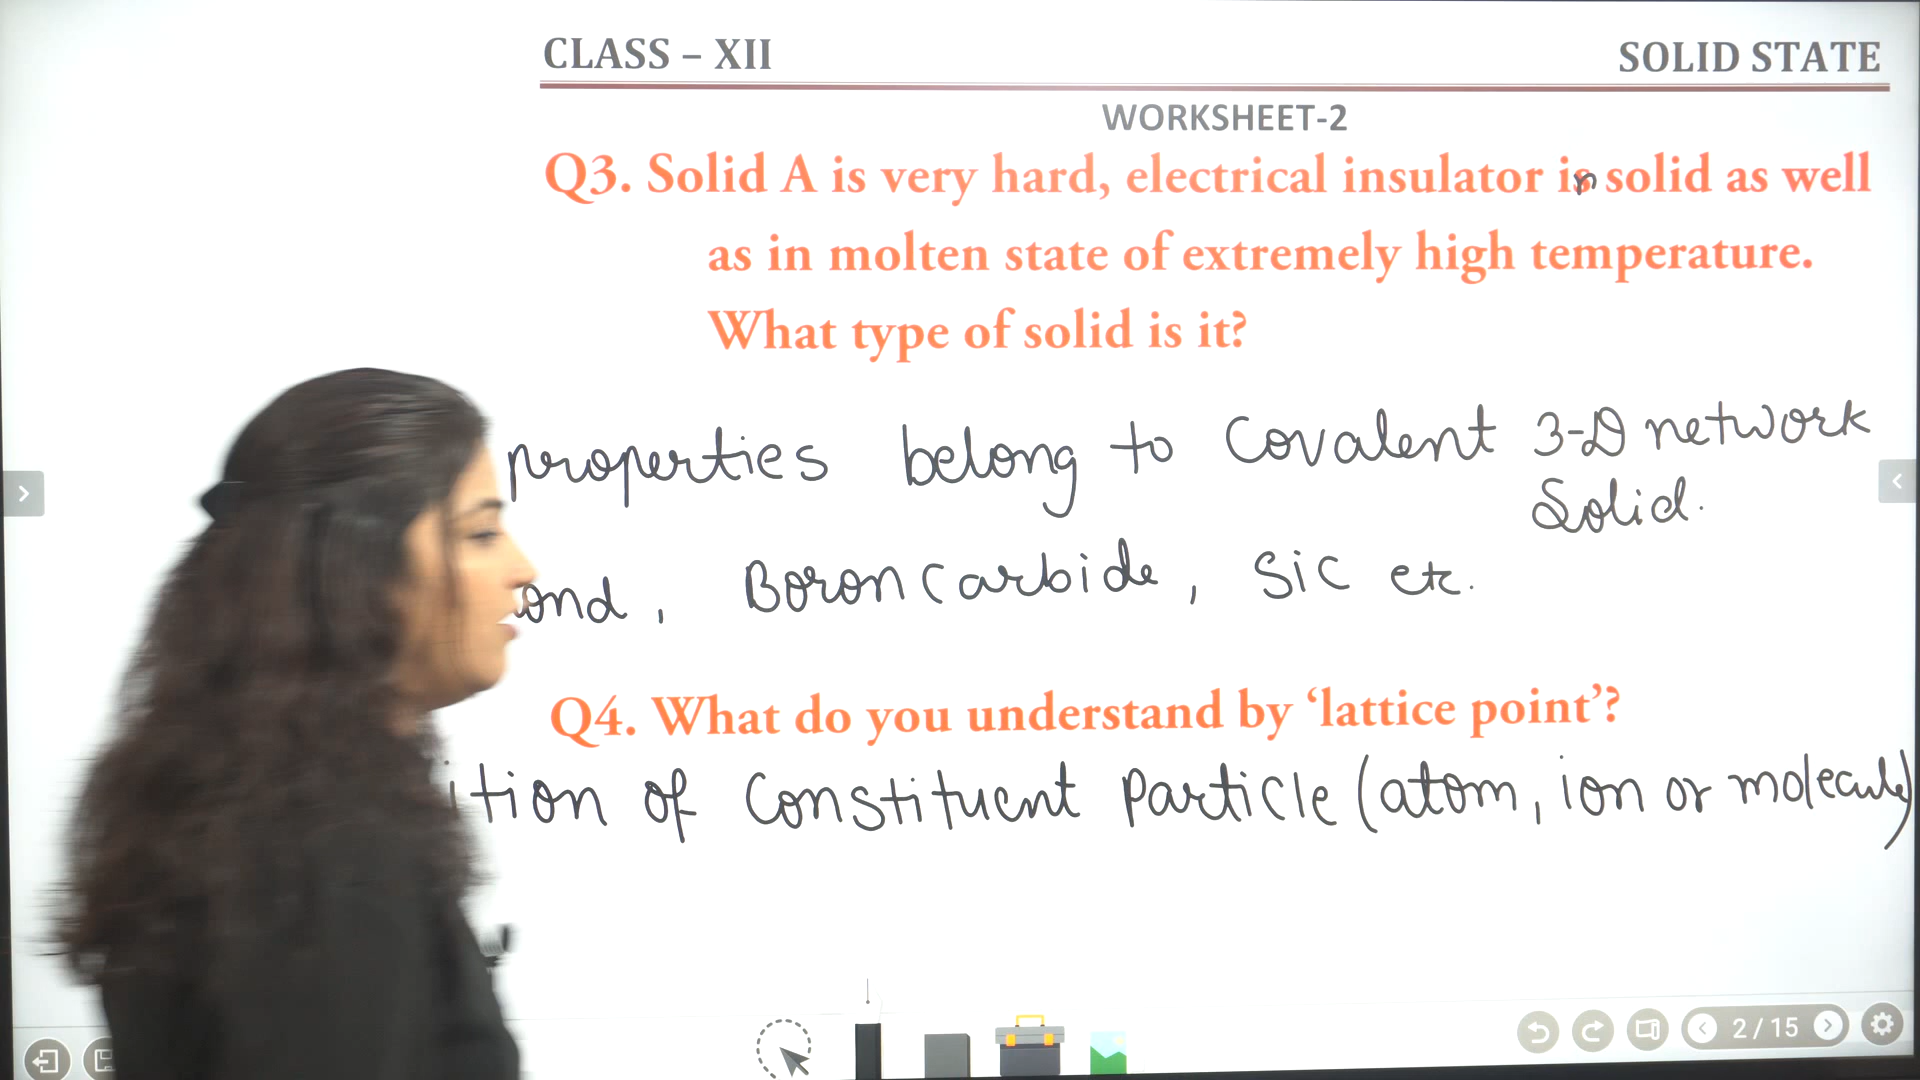 CLASS – XII SOLID STATE
WORKSHEET-2
Q3. Solid A is very hard, electrical insulator in solid as well
as in molten state of extremely high temperature.
What type of solid is it?
properties belong to Covalent 3-D network
Solid.
ond, Boron Carbide, SiC etc.
Q4. What do you understand by ‘lattice point’?
ition of Constituent Particle (atom, ion or molecule)
2 / 15